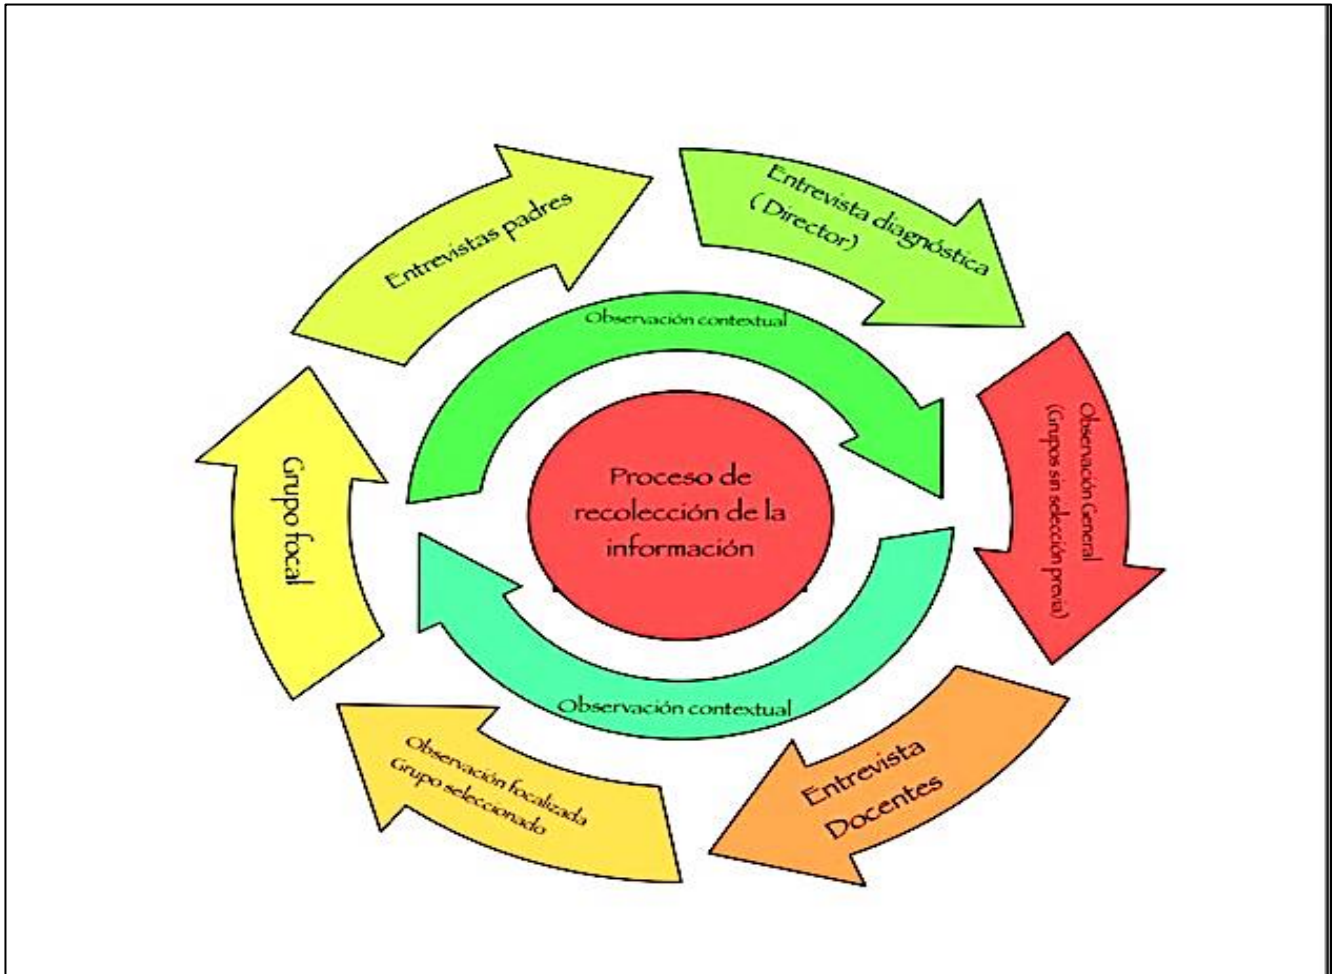 Entrevista diagnóstica
( Director)
Observación General
(Grupos sin selección previa)
Entrevista
Docentes
Observación focalizada
Grupo seleccionado
Grupo focal
Entrevistas padres
Observación contextual
Proceso de
recolección de la
información
Observación contextual